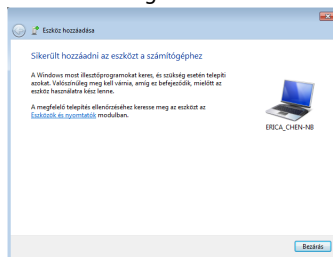 Eszköz hozzáadása
Sikerült hozzáadni az eszközt a számítógéphez
A Windows most illesztőprogramokat keres, és szükség esetén telepíti
azokat. Valószínűleg meg kell várnia, amíg ez befejeződik, mielőtt az
eszköz használatra kész lenne.
A megfelelő telepítés ellenőrzéséhez keresse meg az eszközt az
Eszközök és nyomtatók modulban.
ERICA_CHEN-NB
Bezárás